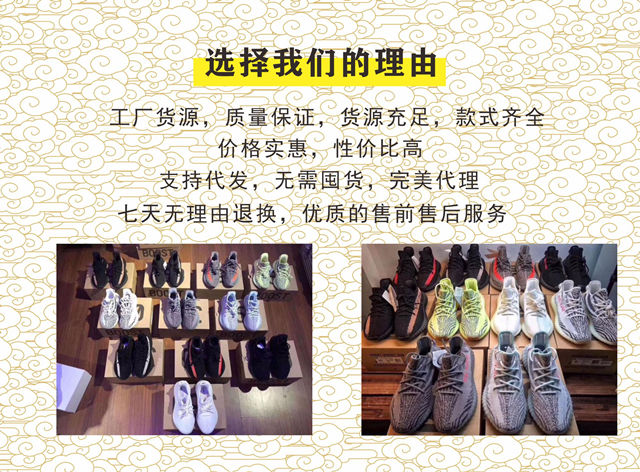 选择我们的理由
工厂货源，质量保证，货源充足，款式齐全
价格实惠，性价比高
支持代发，无需囤货，完美代理
七天无理由退换，优质的售前售后服务
BOOST
BOOST